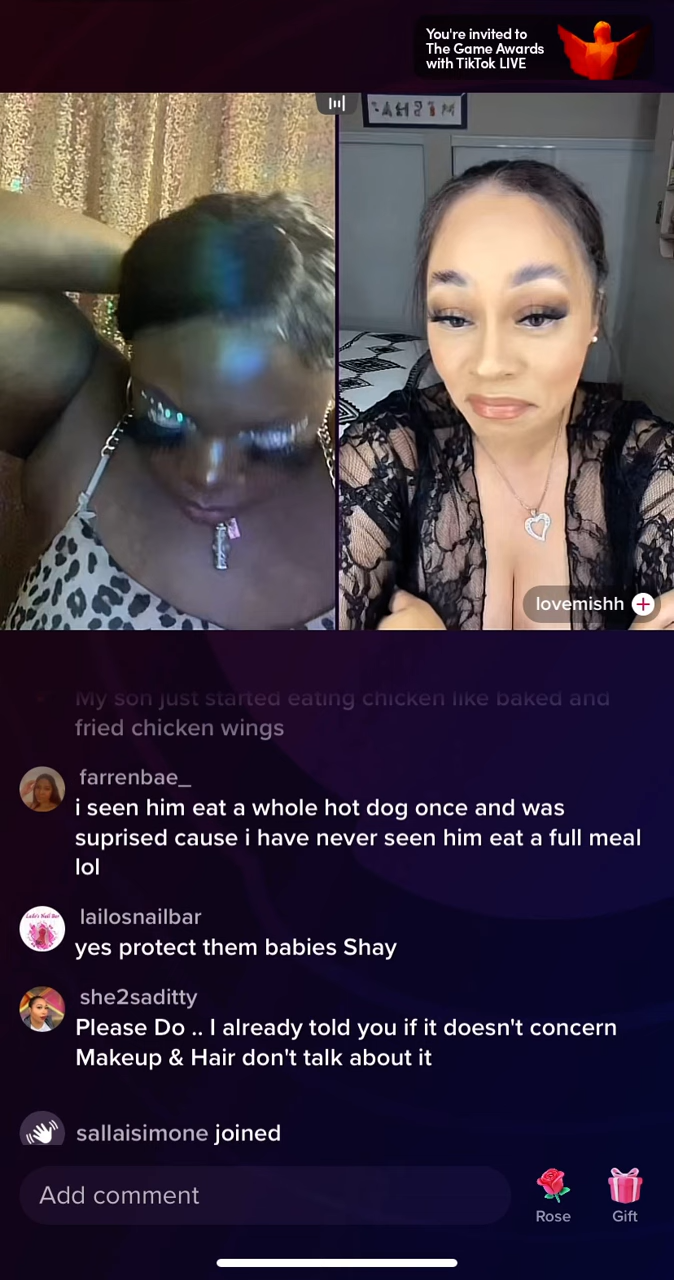 You're invited to
The Game Awards
with TikTok LIVE
lovemishh
My son just started eating chicken like baked and
fried chicken wings
farrenbae_
i seen him eat a whole hot dog once and was
suprised cause i have never seen him eat a full meal
lol
lailosnailbar
yes protect them babies Shay
she2saditty
Please Do .. I already told you if it doesn't concern
Makeup & Hair don't talk about it
sallaisimone joined
Add comment
Rose
Gift